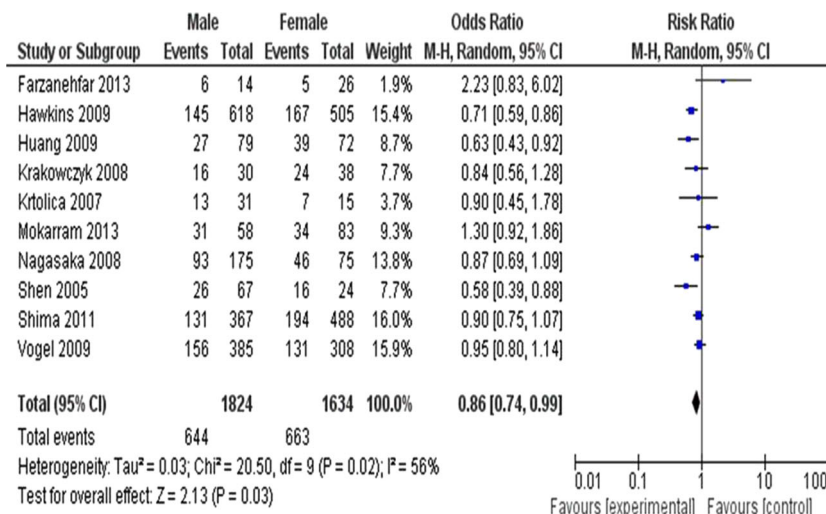 Male Female Odds Ratio Risk Ratio
Study or Subgroup Events Total Events Total Weight M-H, Random, 95% CI M-H, Random, 95% CI
Farzanehfar 2013 6 14 5 26 1.9% 2.23 [0.83, 6.02]
Hawkins 2009 145 618 167 505 15.4% 0.71 [0.59, 0.86]
Huang 2009 27 79 39 72 8.7% 0.63 [0.43, 0.92]
Krakowczyk 2008 16 30 24 38 7.6% 0.84 [0.56, 1.28]
Krtolica 2007 13 31 7 15 3.7% 0.90 [0.45, 1.78]
Mokarram 2013 31 58 34 83 9.3% 1.30 [0.92, 1.86]
Nagasaka 2008 93 175 46 75 13.8% 0.87 [0.69, 1.09]
Shen 2005 26 67 16 24 7.7% 0.58 [0.39, 0.88]
Shima 2011 131 367 194 488 16.0% 0.90 [0.75, 1.07]
Vogel 2009 156 385 131 308 15.9% 0.95 [0.80, 1.14]
Total (95% CI) 1824 1634 100.0% 0.86 [0.74, 0.99]
Total events 644 663
Heterogeneity: Tau² = 0.03; Chi² = 20.50, df = 9 (P = 0.02); I² = 56%
Test for overall effect: Z = 2.13 (P = 0.03)
0.01 0.1 1 10 100
Favours [experimental] Favours [control]